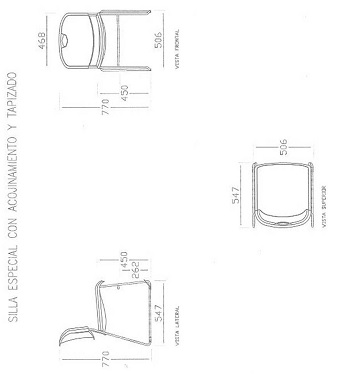 SILLA ESPECIAL CON ACOJINAMIENTO Y TAPIZADO
468
506
VISTA FRONTAL
450
770
506
547
VISTA SUPERIOR
1450
262
547
VISTA LATERAL
770